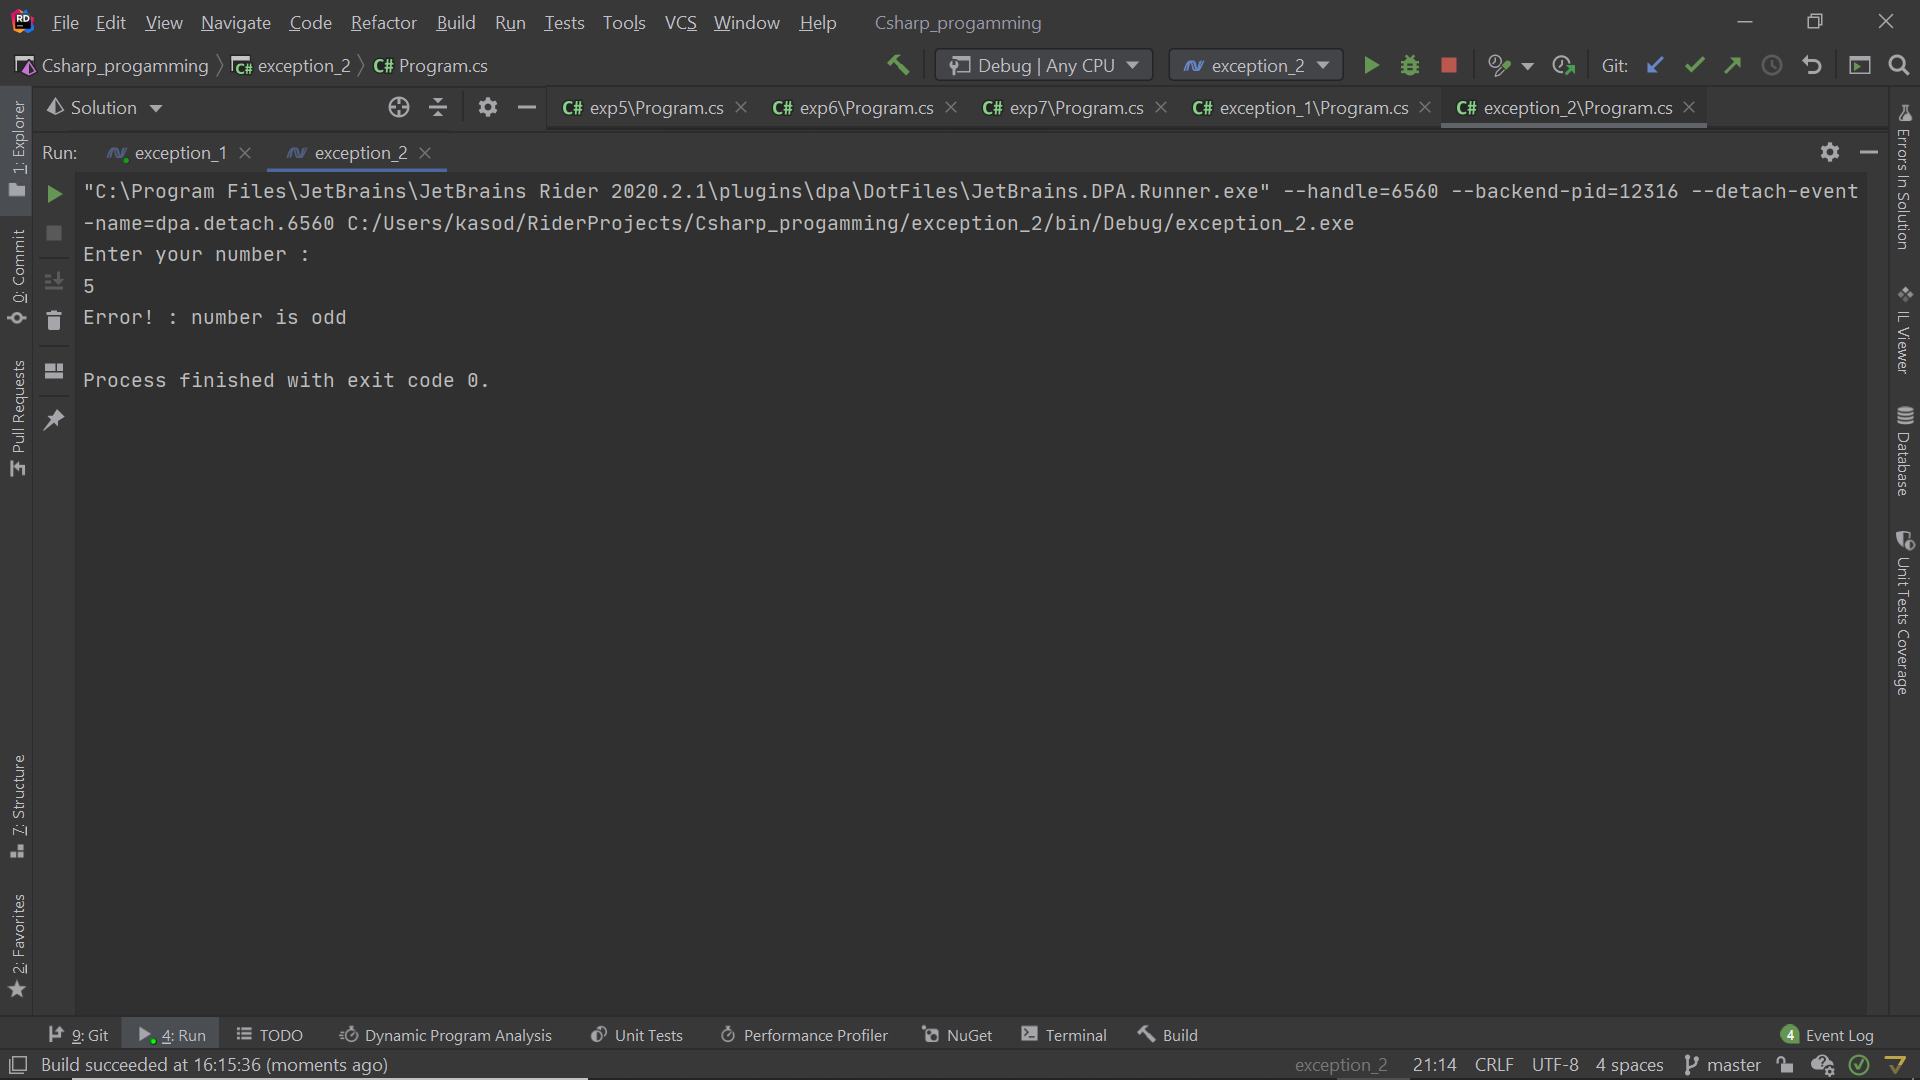 File Edit View Navigate Code Refactor Build Run Tests Tools VCS Window Help Csharp_progamming
Csharp_progamming exception_2 C# Program.cs Debug | Any CPU exception_2 Git:
Solution C# exp5\Program.cs C# exp6\Program.cs C# exp7\Program.cs C# exception_1\Program.cs C# exception_2\Program.cs
Run: exception_1 exception_2
"C:\Program Files\JetBrains\JetBrains Rider 2020.2.1\plugins\dpa\DotFiles\JetBrains.DPA.Runner.exe" --handle=6560 --backend-pid=12316 --detach-event
-name=dpa.detach.6560 C:/Users/kasod/RiderProjects/Csharp_progamming/exception_2/bin/Debug/exception_2.exe
Enter your number :
5
Error! : number is odd
Process finished with exit code 0.
1: Explorer
0: Commit
Pull Requests
7: Structure
2: Favorites
Errors In Solution
IL Viewer
Database
Unit Tests Coverage
9: Git 4: Run TODO Dynamic Program Analysis Unit Tests Performance Profiler NuGet Terminal Build 4 Event Log
Build succeeded at 16:15:36 (moments ago) exception_2 21:14 CRLF UTF-8 4 spaces master